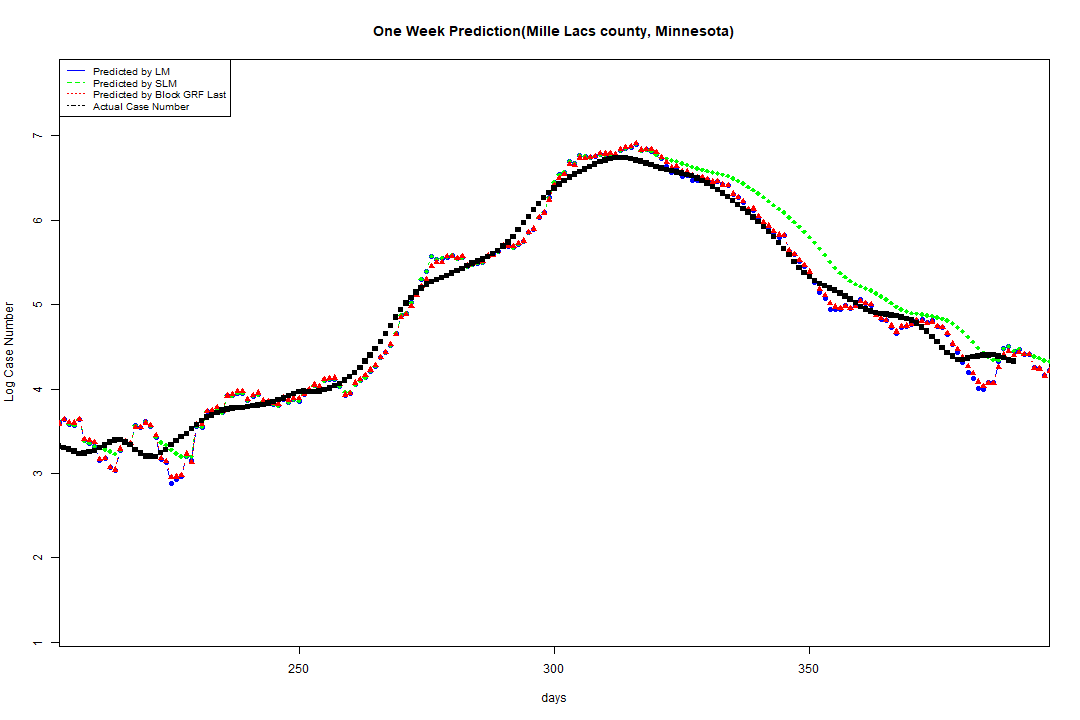 One Week Prediction(Mille Lacs county, Minnesota)
Predicted by LM
Predicted by SLM
Predicted by Block GRF Last
Actual Case Number
7
6
5
4
3
2
1
Log Case Number
250 300 350
days